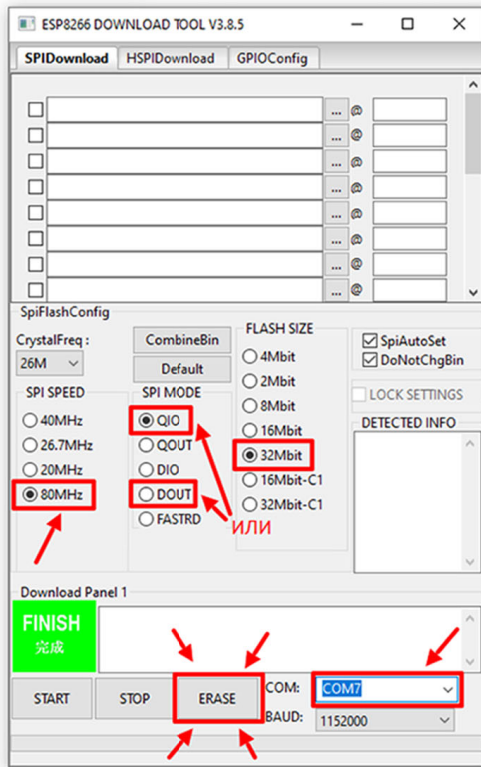 ESP8266 DOWNLOAD TOOL V3.8.5
SPIDownload HSPIDownload GPIOConfig
... @
... @
... @
... @
... @
... @
... @
... @
SpiFlashConfig
CrystalFreq :
26M
CombineBin
Default
SPI SPEED
40MHz
26.7MHz
20MHz
80MHz
SPI MODE
QIO
QOUT
DIO
DOUT
FASTRD
ИЛИ
FLASH SIZE
4Mbit
2Mbit
8Mbit
16Mbit
32Mbit
16Mbit-C1
32Mbit-C1
SpiAutoSet
DoNotChgBin
LOCK SETTINGS
DETECTED INFO
Download Panel 1
FINISH
完成
START STOP ERASE
COM: COM7
BAUD: 1152000